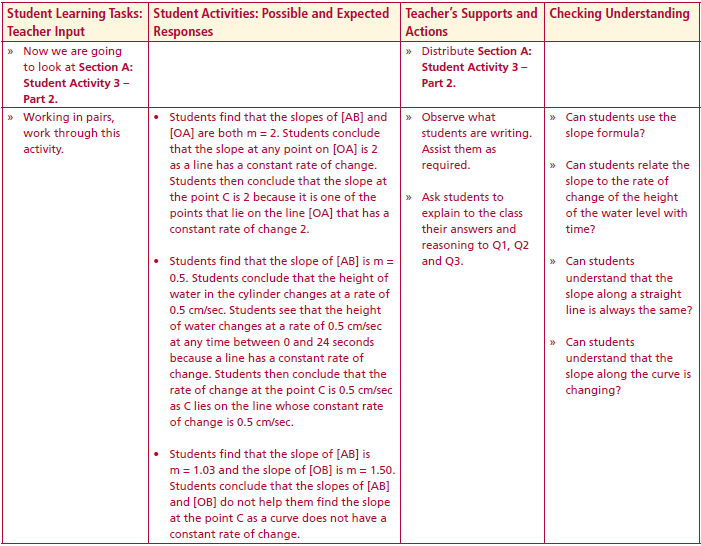 Student Learning Tasks:
Teacher Input
Student Activities: Possible and Expected
Responses
Teacher’s Supports and
Actions
Checking Understanding
» Now we are going
to look at Section A:
Student Activity 3 –
Part 2.
» Distribute Section A:
Student Activity 3 –
Part 2.
» Working in pairs,
work through this
activity.
• Students find that the slopes of [AB] and
[OA] are both m = 2. Students conclude
that the slope at any point on [OA] is 2
as a line has a constant rate of change.
Students then conclude that the slope at
the point C is 2 because it is one of the
points that lie on the line [OA] that has a
constant rate of change 2.
• Students find that the slope of [AB] is m =
0.5. Students conclude that the height of
water in the cylinder changes at a rate of
0.5 cm/sec. Students see that the height
of water changes at a rate of 0.5 cm/sec
at any time between 0 and 24 seconds
because a line has a constant rate of
change. Students then conclude that the
rate of change at the point C is 0.5 cm/sec
as C lies on the line whose constant rate
of change is 0.5 cm/sec.
• Students find that the slope of [AB] is
m = 1.03 and the slope of [OB] is m = 1.50.
Students conclude that the slopes of [AB]
and [OB] do not help them find the slope
at the point C as a curve does not have a
constant rate of change.
» Observe what
students are writing.
Assist them as
required.
» Ask students to
explain to the class
their answers and
reasoning to Q1, Q2
and Q3.
» Can students use the
slope formula?
» Can students relate the
slope to the rate of
change of the height
of the water level with
time?
» Can students
understand that the
slope along a straight
line is always the same?
» Can students
understand that the
slope along the curve is
changing?